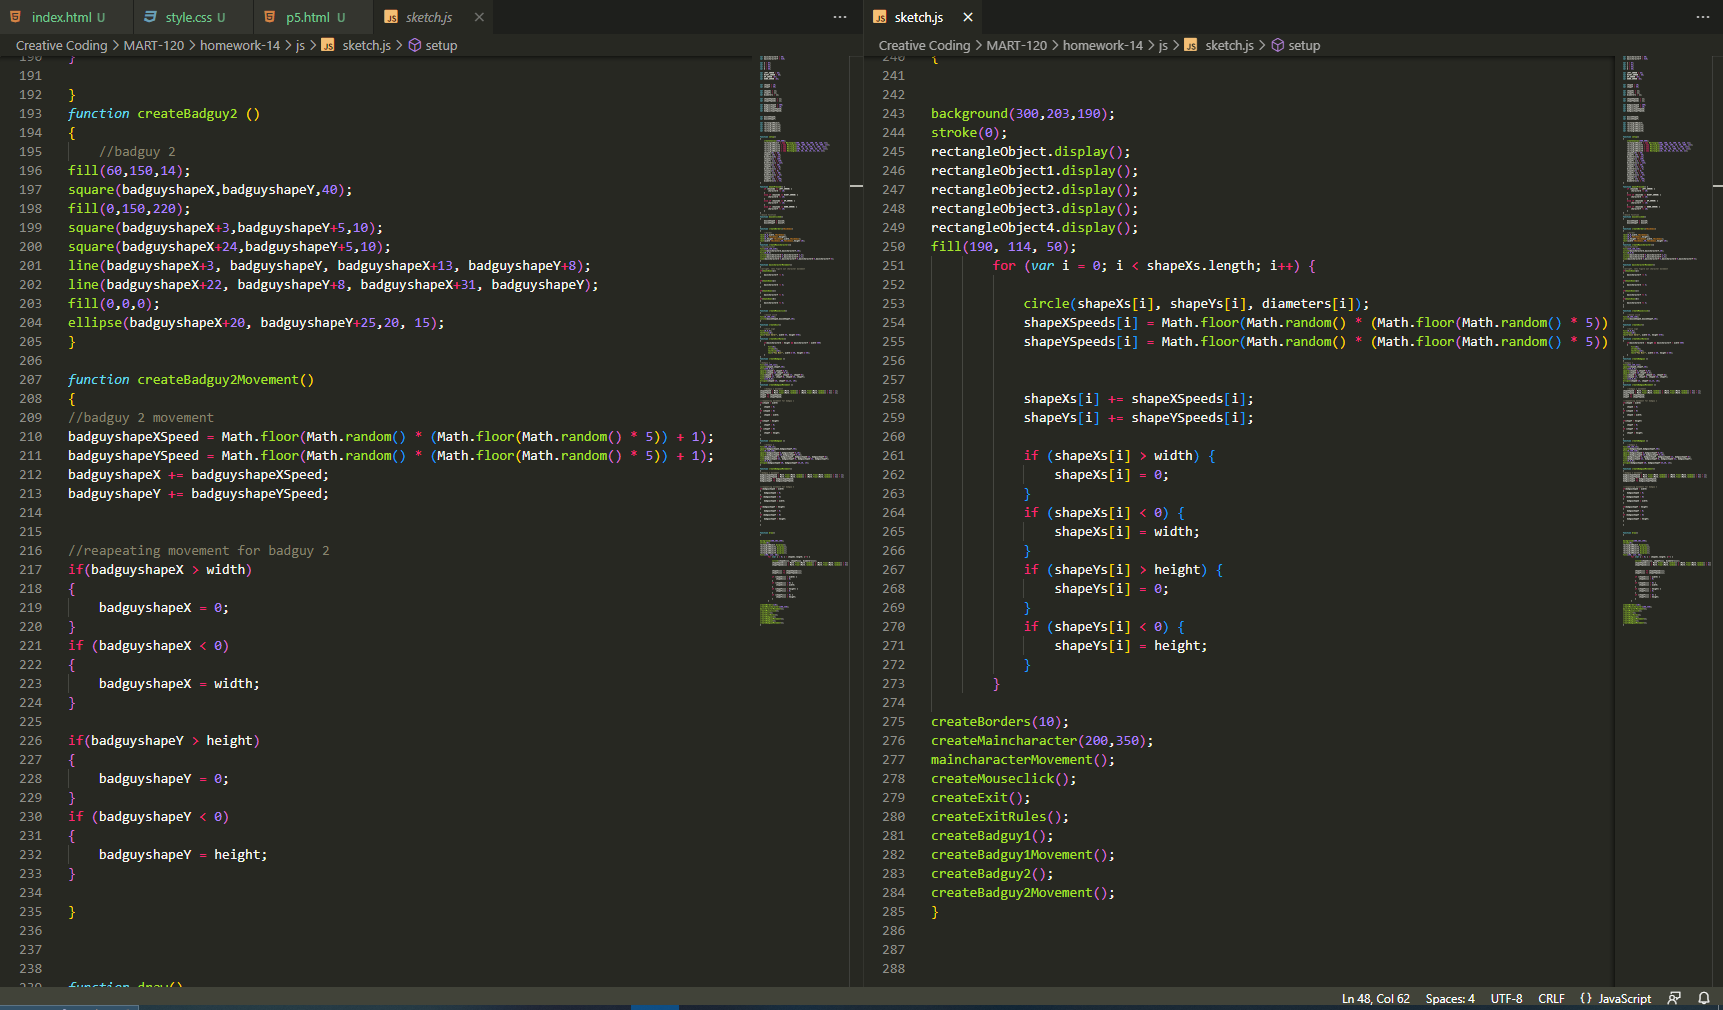 index.html U
style.css U
p5.html U
sketch.js
sketch.js
Creative Coding > MART-120 > homework-14 > js > sketch.js > setup
Creative Coding > MART-120 > homework-14 > js > sketch.js > setup
190 }
191
192 }
193 function createBadguy2 ()
194 {
195 //badguy 2
196 fill(60,150,14);
197 square(badguyshapeX,badguyshapeY,40);
198 fill(0,150,220);
199 square(badguyshapeX+3,badguyshapeY+5,10);
200 square(badguyshapeX+24,badguyshapeY+5,10);
201 line(badguyshapeX+3, badguyshapeY, badguyshapeX+13, badguyshapeY+8);
202 line(badguyshapeX+22, badguyshapeY+8, badguyshapeX+31, badguyshapeY);
203 fill(0,0,0);
204 ellipse(badguyshapeX+20, badguyshapeY+25,20, 15);
205 }
206
207 function createBadguy2Movement()
208 {
209 //badguy 2 movement
210 badguyshapeXSpeed = Math.floor(Math.random() * (Math.floor(Math.random() * 5)) + 1);
211 badguyshapeYSpeed = Math.floor(Math.random() * (Math.floor(Math.random() * 5)) + 1);
212 badguyshapeX += badguyshapeXSpeed;
213 badguyshapeY += badguyshapeYSpeed;
214
215
216 //reapeating movement for badguy 2
217 if(badguyshapeX > width)
218 {
219 badguyshapeX = 0;
220 }
221 if (badguyshapeX < 0)
222 {
223 badguyshapeX = width;
224 }
225
226 if(badguyshapeY > height)
227 {
228 badguyshapeY = 0;
229 }
230 if (badguyshapeY < 0)
231 {
232 badguyshapeY = height;
233 }
234
235 }
236
237
238
239 function draw()
240 {
241
242
243 background(300,203,190);
244 stroke(0);
245 rectangleObject.display();
246 rectangleObject1.display();
247 rectangleObject2.display();
248 rectangleObject3.display();
249 rectangleObject4.display();
250 fill(190, 114, 50);
251 for (var i = 0; i < shapeXs.length; i++) {
252
253 circle(shapeXs[i], shapeYs[i], diameters[i]);
254 shapeXSpeeds[i] = Math.floor(Math.random() * (Math.floor(Math.random() * 5))
255 shapeYSpeeds[i] = Math.floor(Math.random() * (Math.floor(Math.random() * 5))
256
257
258 shapeXs[i] += shapeXSpeeds[i];
259 shapeYs[i] += shapeYSpeeds[i];
260
261 if (shapeXs[i] > width) {
262 shapeXs[i] = 0;
263 }
264 if (shapeXs[i] < 0) {
265 shapeXs[i] = width;
266 }
267 if (shapeYs[i] > height) {
268 shapeYs[i] = 0;
269 }
270 if (shapeYs[i] < 0) {
271 shapeYs[i] = height;
272 }
273 }
274
275 createBorders(10);
276 createMaincharacter(200,350);
277 maincharacterMovement();
278 createMouseclick();
279 createExit();
280 createExitRules();
281 createBadguy1();
282 createBadguy1Movement();
283 createBadguy2();
284 createBadguy2Movement();
285 }
286
287
288
Ln 48, Col 62 Spaces: 4 UTF-8 CRLF {} JavaScript